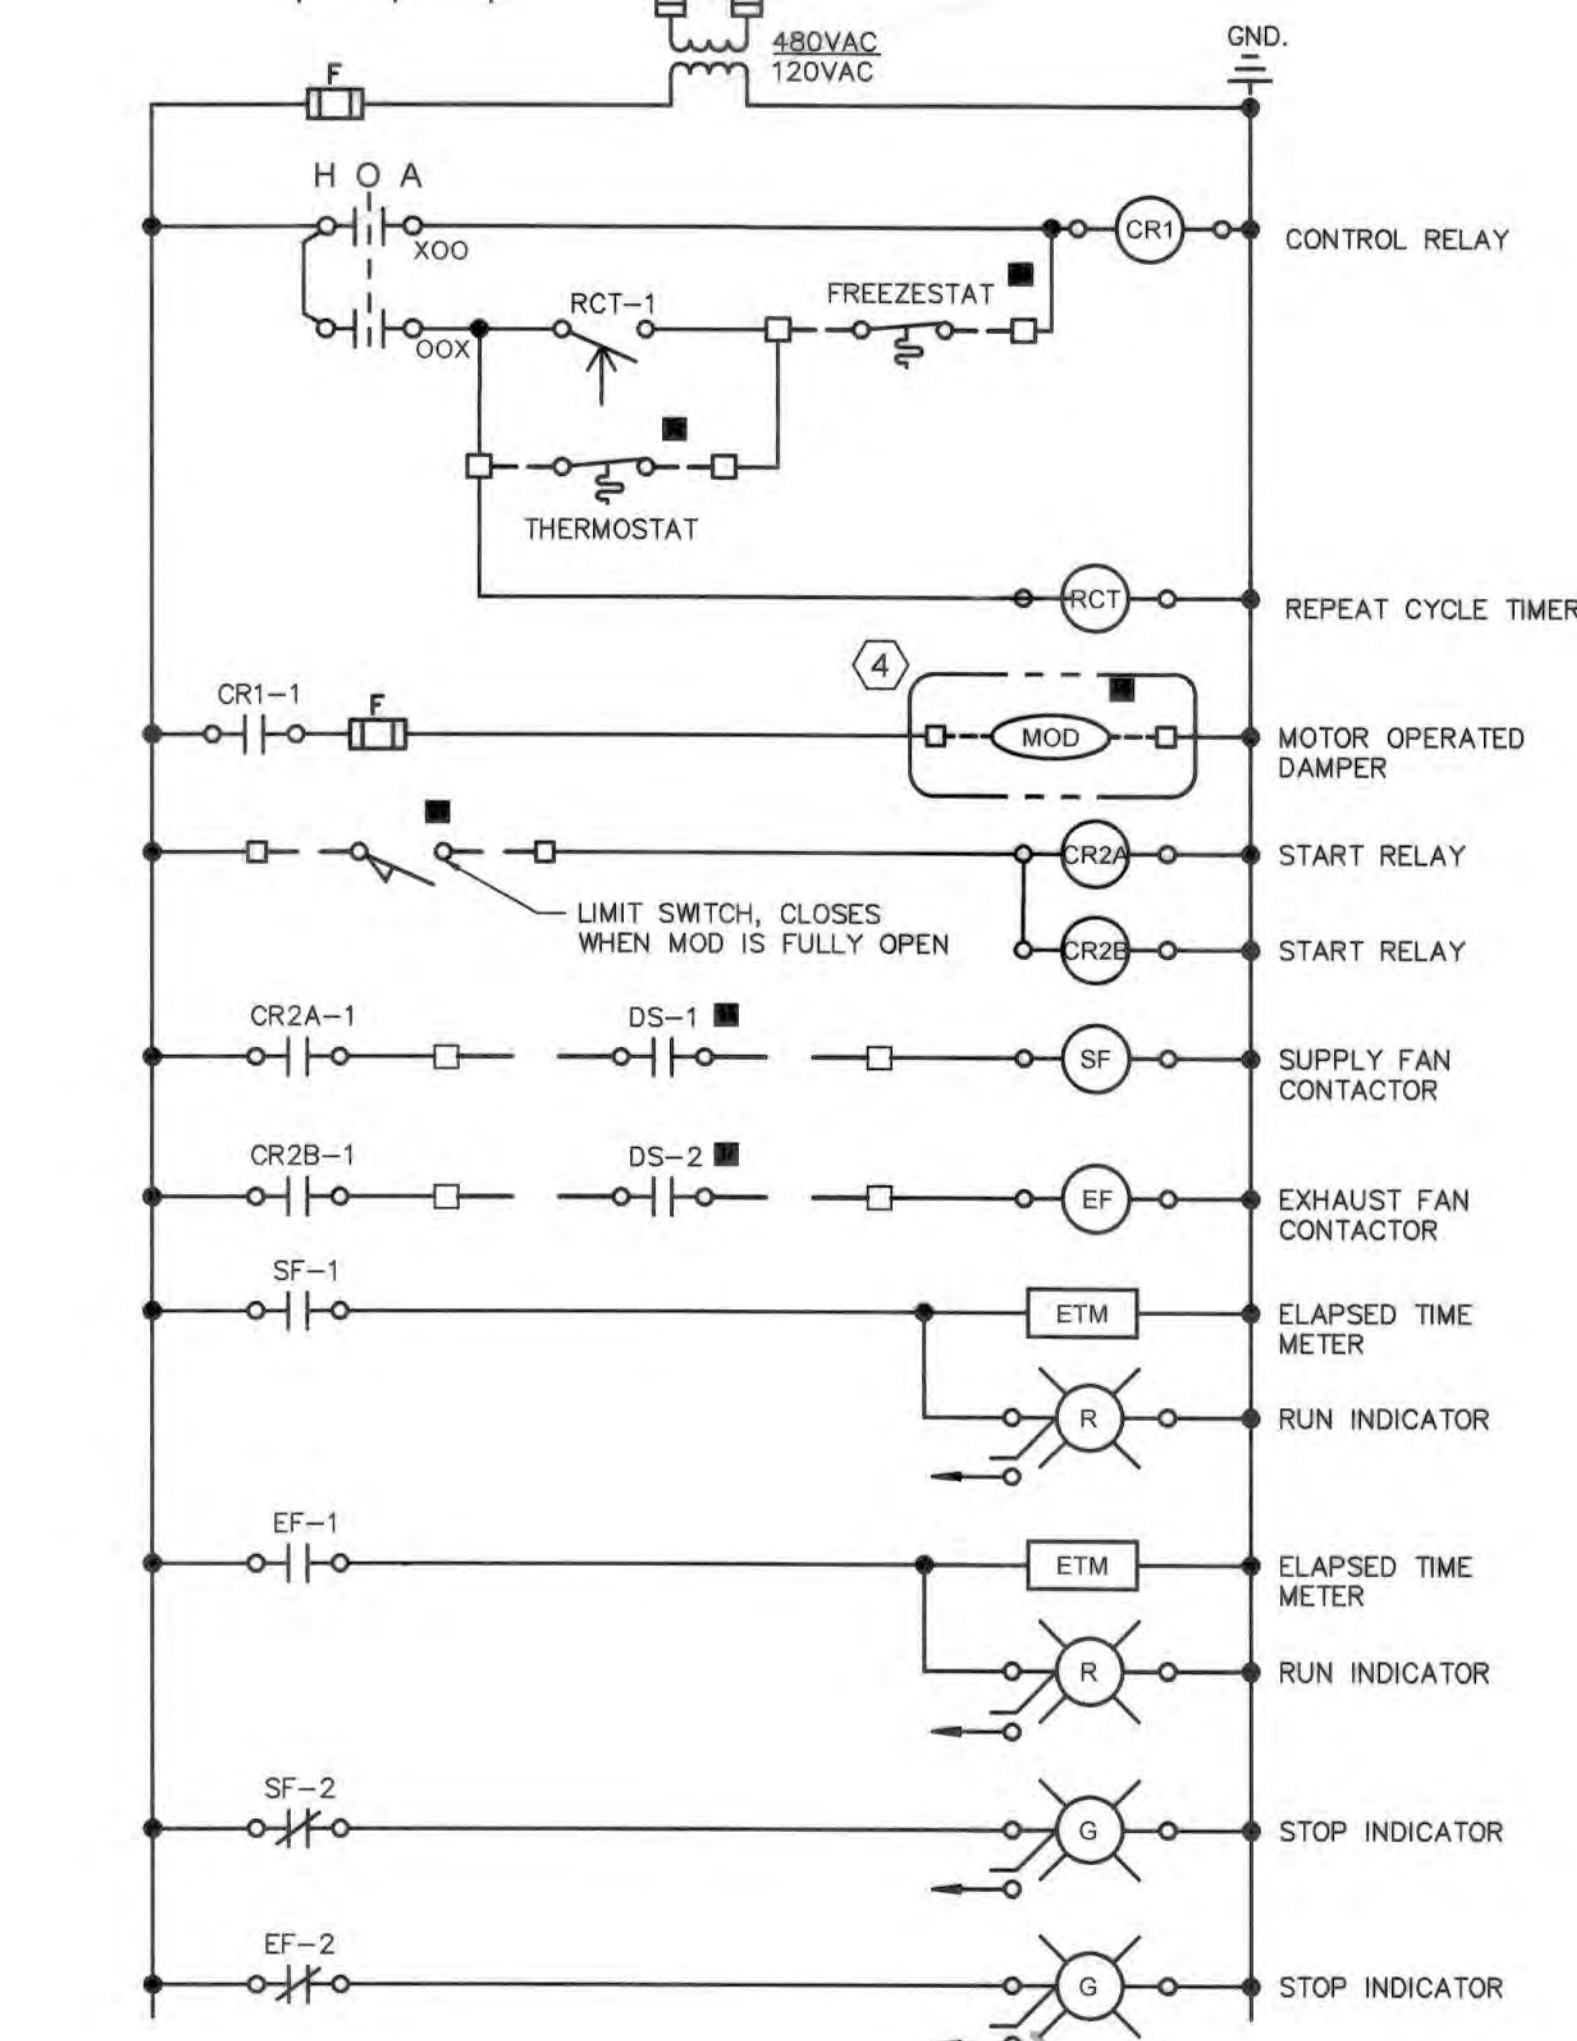 480VAC
120VAC
GND.
F
H O A
XOO
CR1
CONTROL RELAY
RCT-1
FREEZESTAT
OOX
THERMOSTAT
RCT
REPEAT CYCLE TIMER
4
CR1-1
F
MOD
MOTOR OPERATED
DAMPER
CR2A
START RELAY
LIMIT SWITCH, CLOSES
WHEN MOD IS FULLY OPEN
CR2B
START RELAY
CR2A-1
DS-1
SF
SUPPLY FAN
CONTACTOR
CR2B-1
DS-2
EF
EXHAUST FAN
CONTACTOR
SF-1
ETM
ELAPSED TIME
METER
R
RUN INDICATOR
EF-1
ETM
ELAPSED TIME
METER
R
RUN INDICATOR
SF-2
G
STOP INDICATOR
EF-2
G
STOP INDICATOR